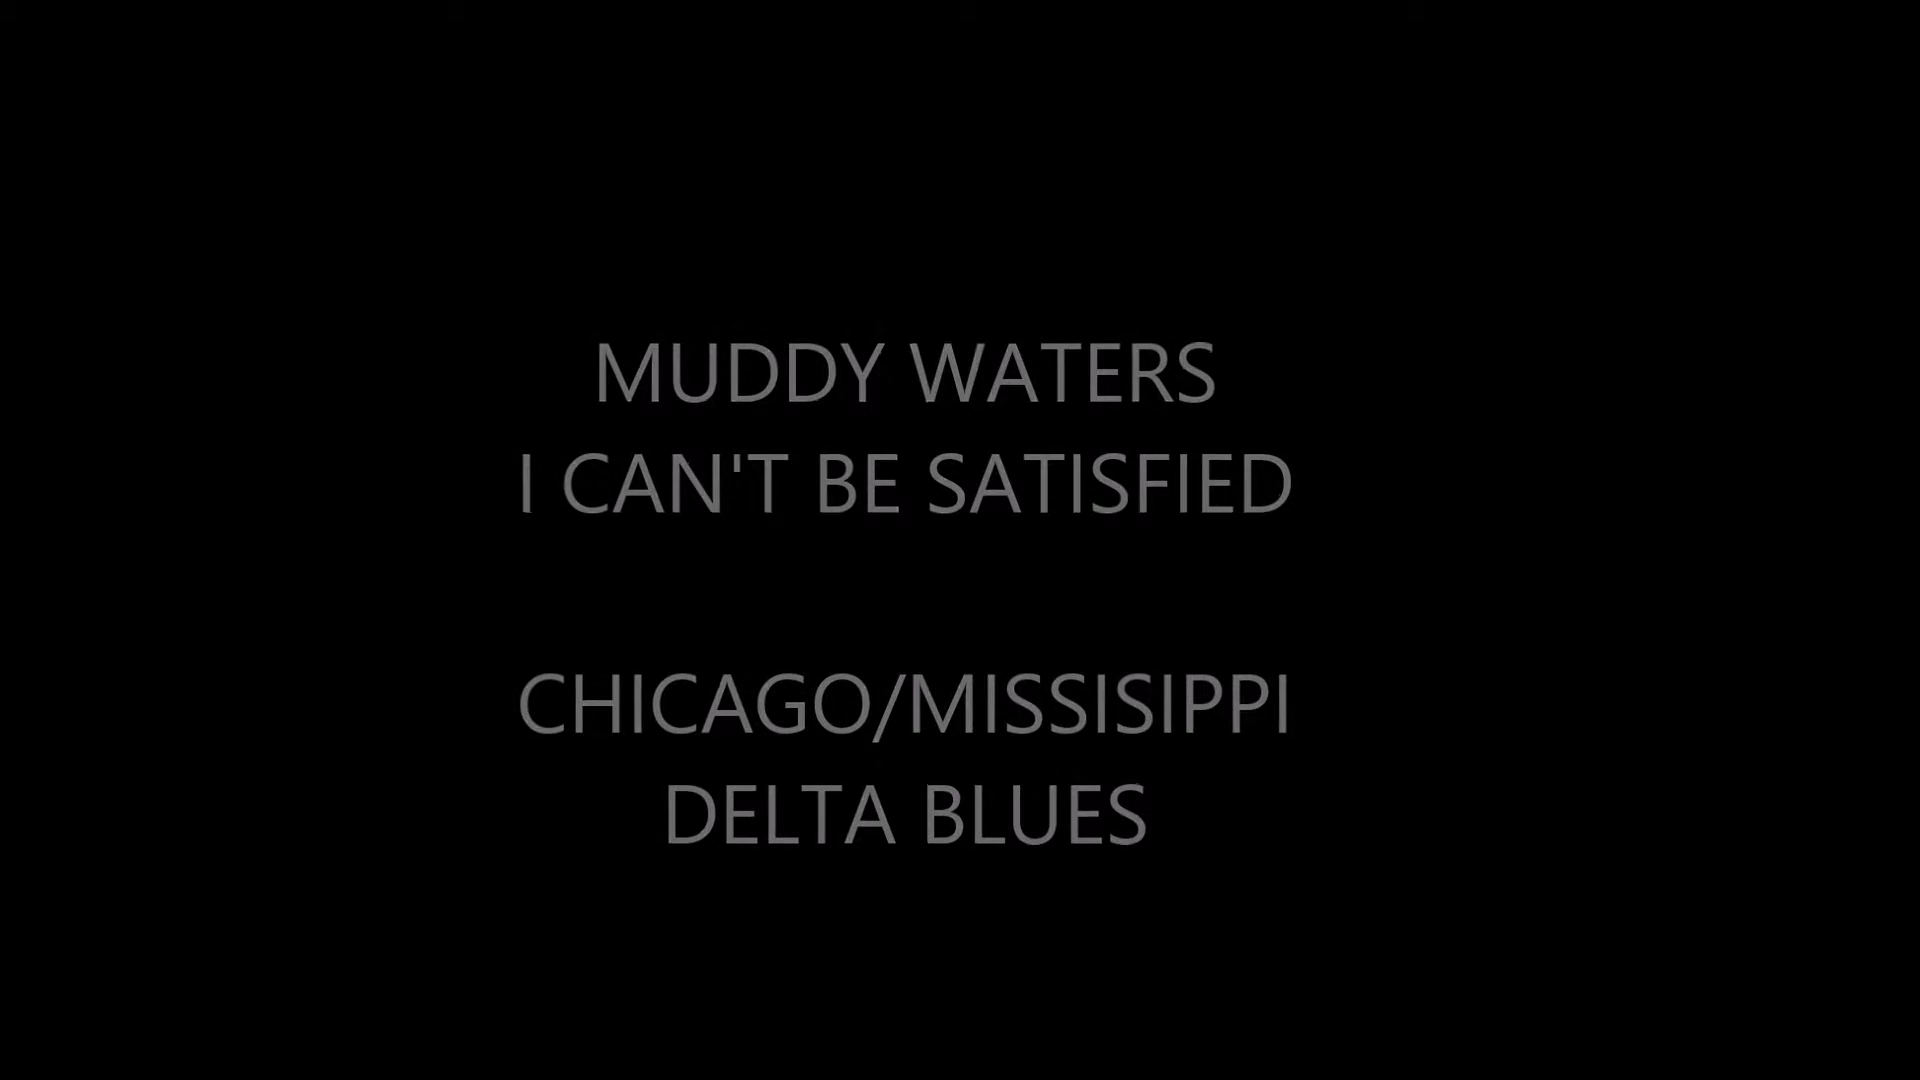 MUDDY WATERS
I CAN'T BE SATISFIED
CHICAGO/MISSISIPPI
DELTA BLUES